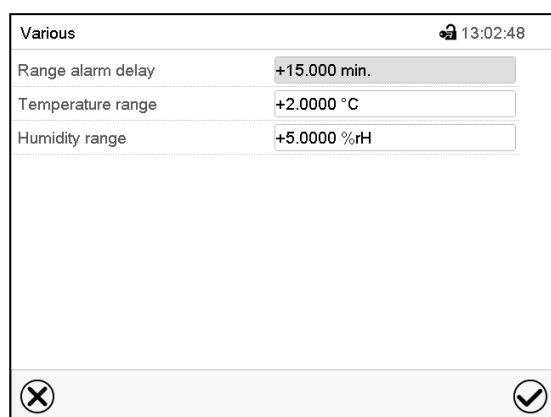 Various 13:02:48
Range alarm delay +15.000 min.
Temperature range +2.0000 °C
Humidity range +5.0000 %rH